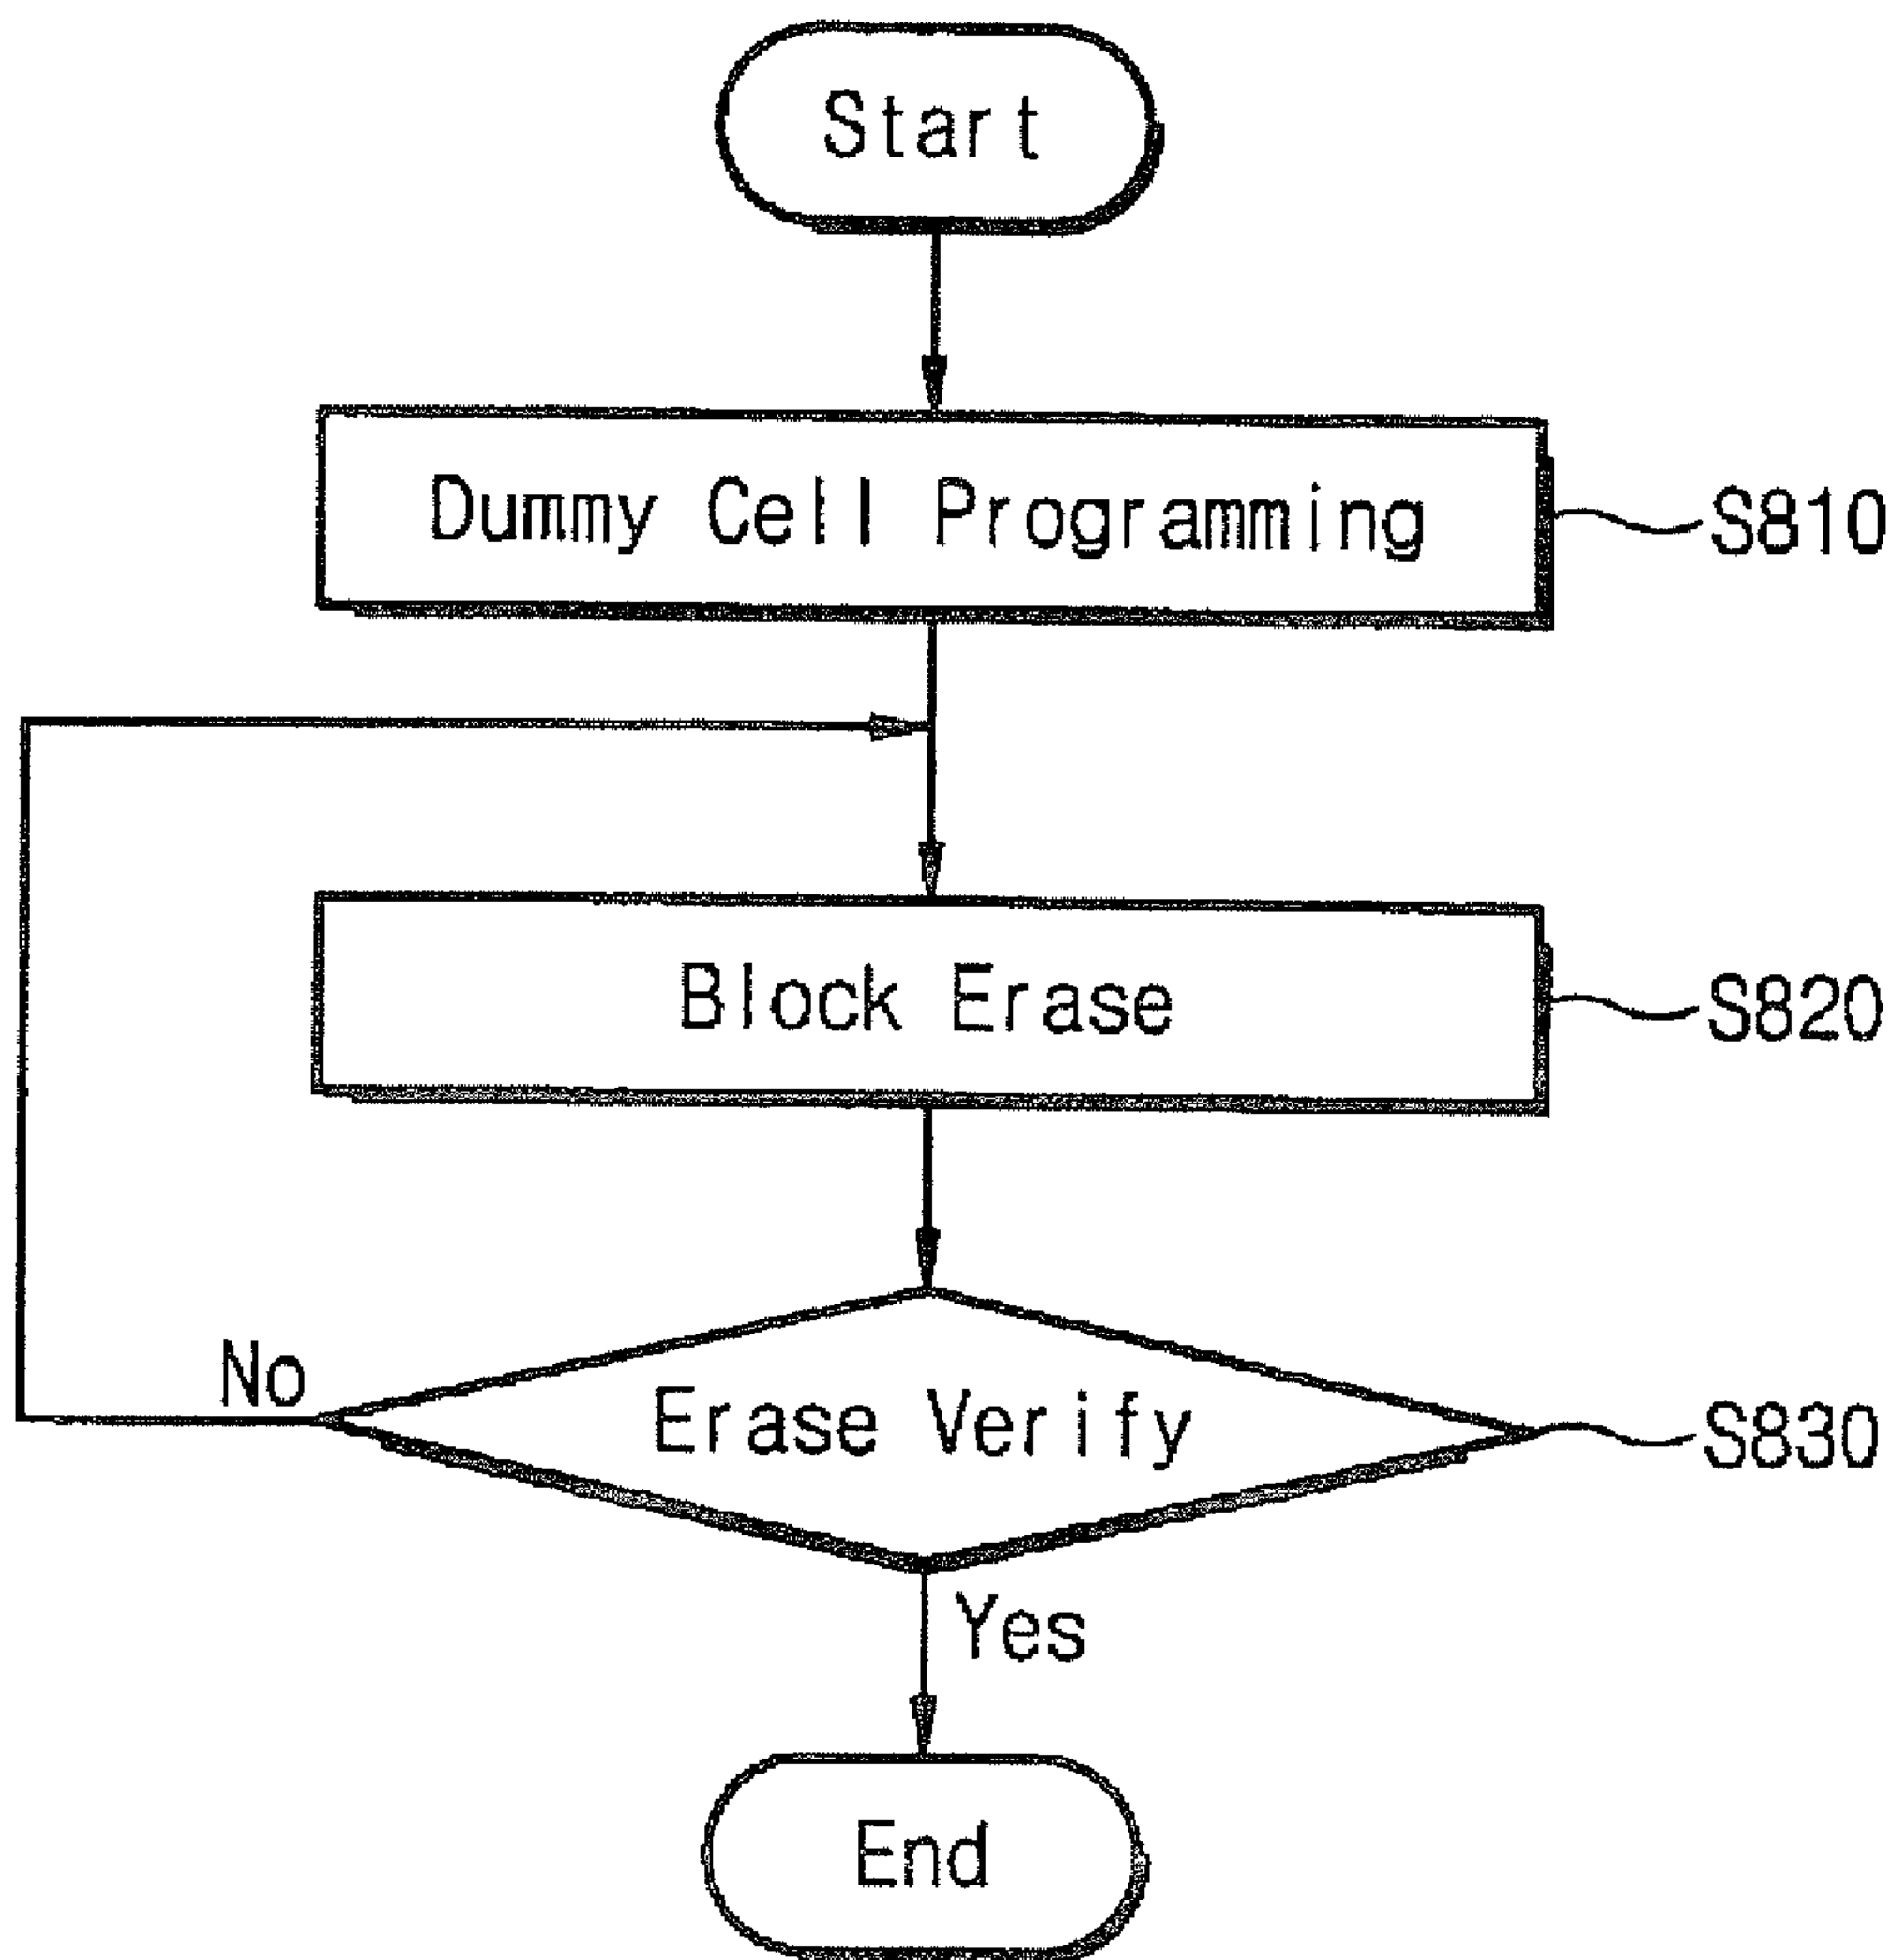 Start
Dummy Cell Programming
S810
Block Erase
S820
No
Erase Verify
S830
Yes
End